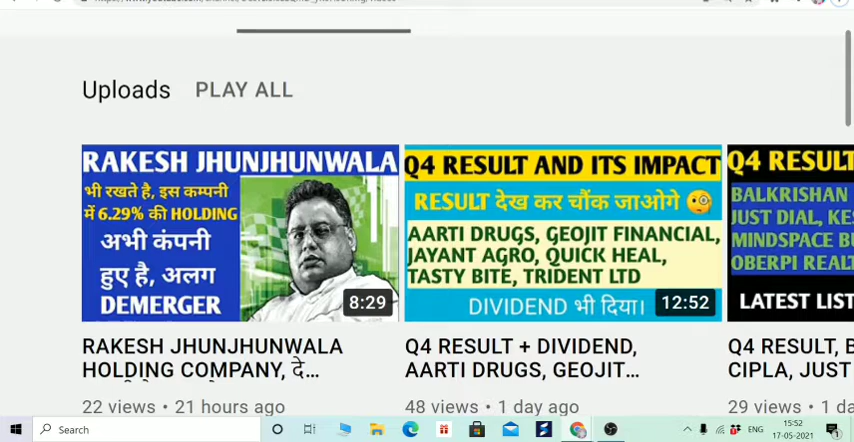 Uploads PLAY ALL
RAKESH JHUNJHUNWALA
भी रखते है, इस कम्पनी
में 6.29% की HOLDING
अभी कंपनी
हुए है, अलग
DEMERGER
8:29
Q4 RESULT AND ITS IMPACT
RESULT देख कर चौंक जाओगे
AARTI DRUGS, GEOJIT FINANCIAL,
JAYANT AGRO, QUICK HEAL,
TASTY BITE, TRIDENT LTD
DIVIDEND भी दिया।
12:52
Q4 RESULT
BALKRISHAN
JUST DIAL, KES
MINDSPACE BU
OBERPI REALT
LATEST LIST
RAKESH JHUNJHUNWALA
HOLDING COMPANY, दे...
22 views • 21 hours ago
Q4 RESULT + DIVIDEND,
AARTI DRUGS, GEOJIT...
48 views • 1 day ago
Q4 RESULT, B
CIPLA, JUST
29 views • 1 day
Search
ENG
15:52
17-05-2021